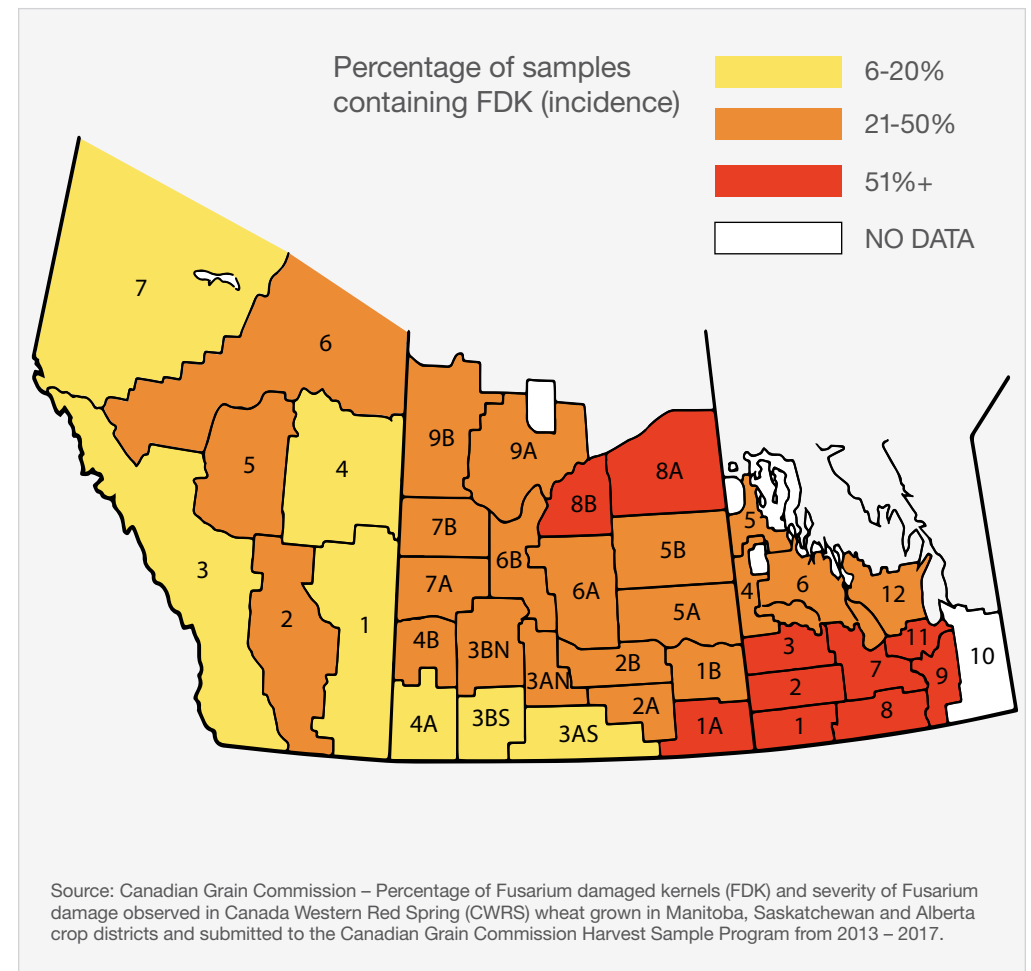 Percentage of samples
containing FDK (incidence)
6-20%
21-50%
51%+
NO DATA
7
6
9B
9A
5
4
8B
8A
5
7B
5B
6B
3
7A
6A
4
6
12
2
1
5A
4B
3BN
3
11
2B
3AN
1B
7
10
9
2
4A
3BS
3AS
2A
1A
1
8
Source: Canadian Grain Commission – Percentage of Fusarium damaged kernels (FDK) and severity of Fusarium
damage observed in Canada Western Red Spring (CWRS) wheat grown in Manitoba, Saskatchewan and Alberta
crop districts and submitted to the Canadian Grain Commission Harvest Sample Program from 2013 – 2017.